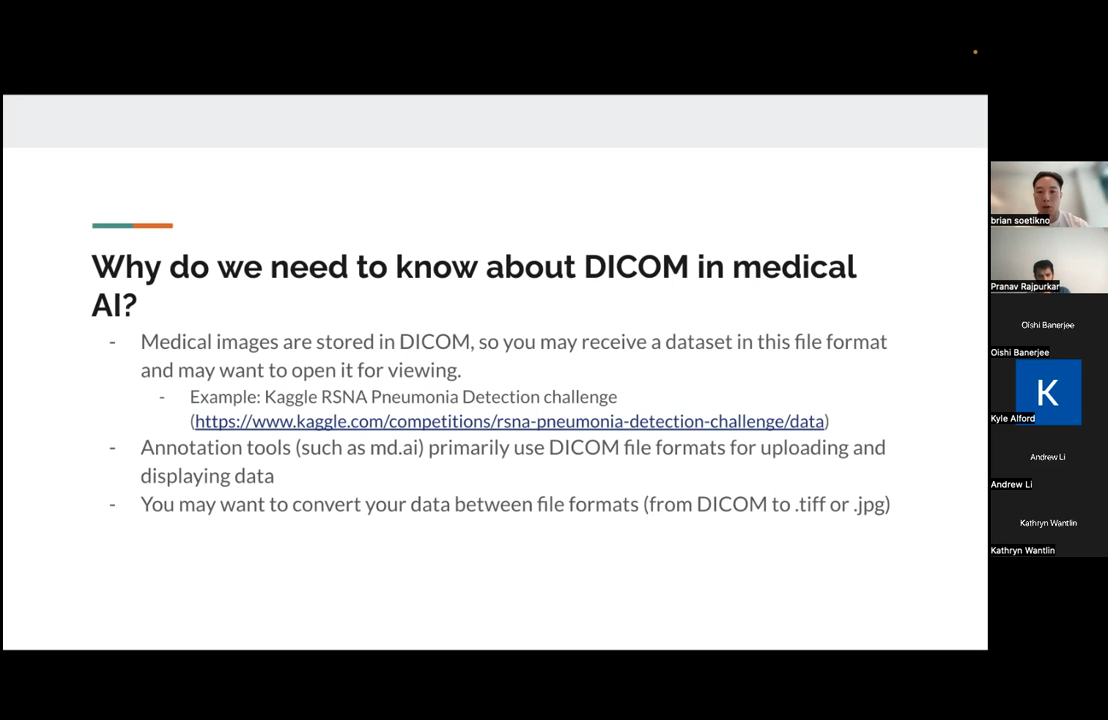 Why do we need to know about DICOM in medical
AI?
- Medical images are stored in DICOM, so you may receive a dataset in this file format
and may want to open it for viewing.
- Example: Kaggle RSNA Pneumonia Detection challenge
(https://www.kaggle.com/competitions/rsna-pneumonia-detection-challenge/data)
- Annotation tools (such as md.ai) primarily use DICOM file formats for uploading and
displaying data
- You may want to convert your data between file formats (from DICOM to .tiff or .jpg)
brian soetikno
Pranav Rajpurkar
Oishi Banerjee
Oishi Banerjee
K
Kyle Alford
Andrew Li
Andrew Li
Kathryn Wantlin
Kathryn Wantlin